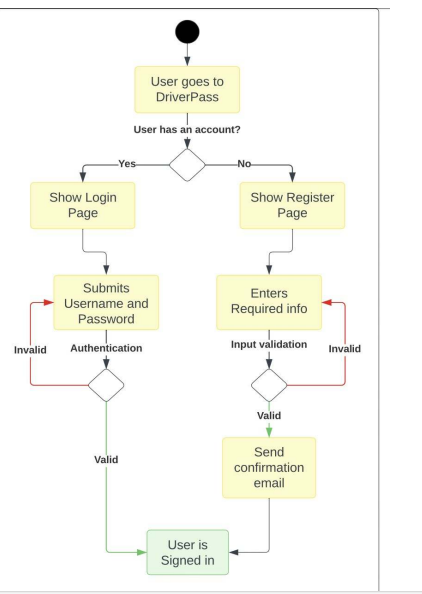 User goes to
DriverPass
User has an account?
Yes
No
Show Login
Page
Show Register
Page
Submits
Username and
Password
Enters
Required info
Invalid
Authentication
Input validation
Invalid
Valid
Send
confirmation
email
Valid
User is
Signed in